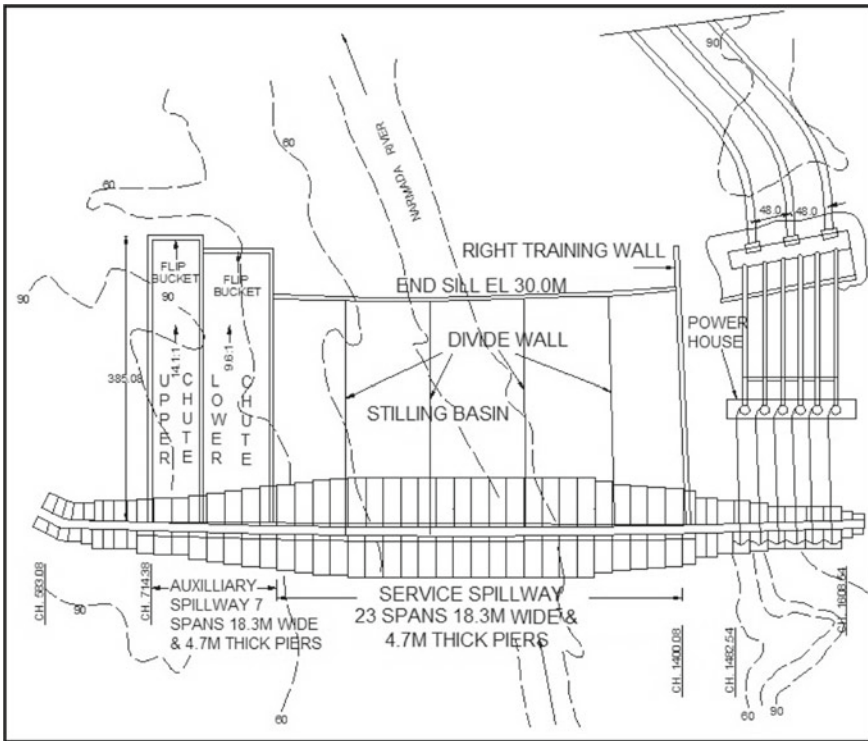 90
60
NARMADA RIVER
60
48.0
48.0
RIGHT TRAINING WALL
FLIP
BUCKET
FLIP
BUCKET
END SILL EL 30.0M
90
90
POWER
HOUSE
DIVIDE WALL
14.1:1
9.6:1
385.08
UPPER
CHUTE
LOWER
CHUTE
STILLING BASIN
CH. 583.08
CH. 714.38
AUXILLIARY
SPILLWAY 7
SPANS 18.3M WIDE
& 4.7M THICK PIERS
SERVICE SPILLWAY
23 SPANS 18.3M WIDE &
4.7M THICK PIERS
CH. 1400.08
CH. 1482.54
CH. 1608.64
90
60
60
90